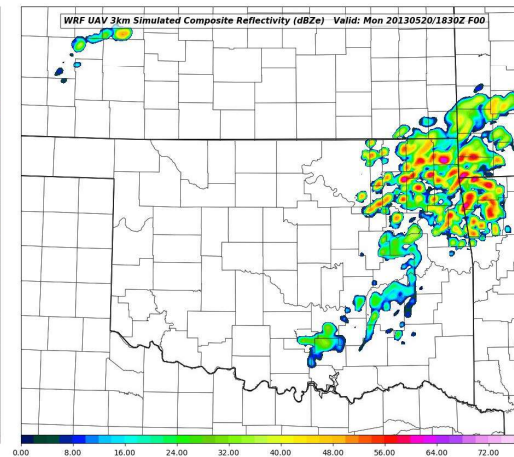 WRF UAV 3km Simulated Composite Reflectivity (dBZe) Valid: Mon 20130520/1830Z F00
0.00 8.00 16.00 24.00 32.00 40.00 48.00 56.00 64.00 72.00